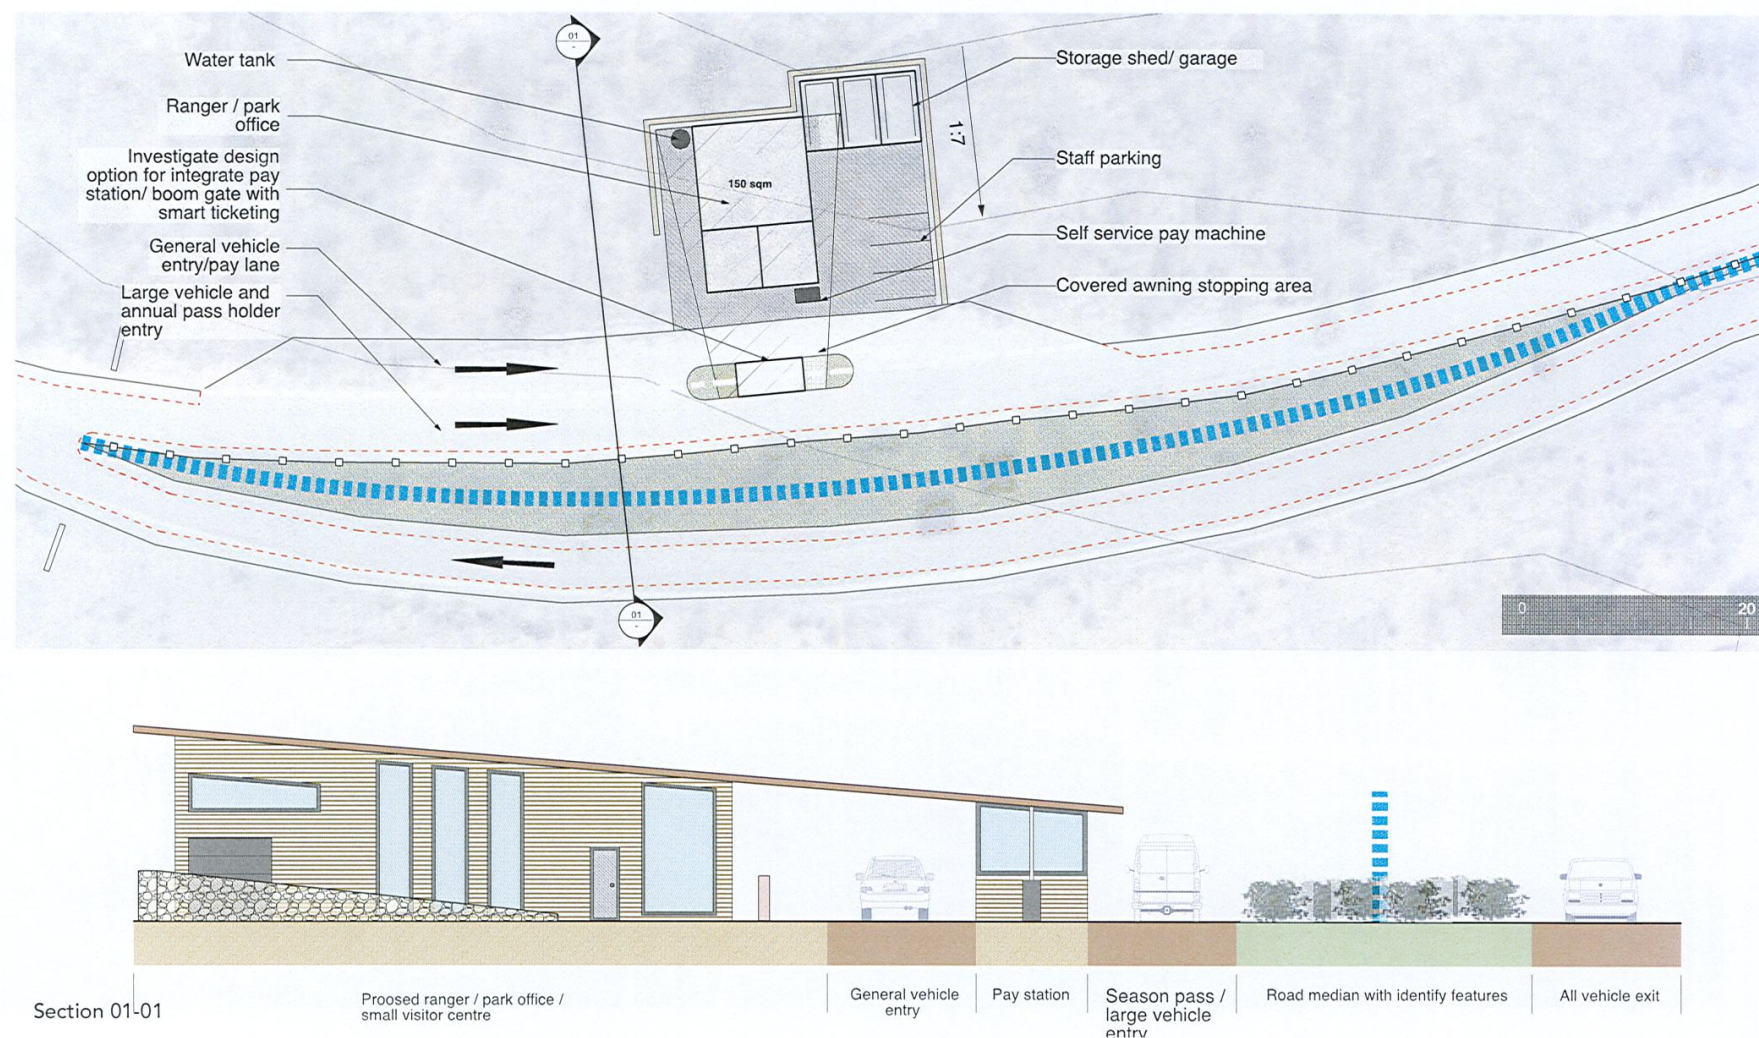 Water tank
Ranger / park
office
Investigate design
option for integrate pay
station/ boom gate with
smart ticketing
General vehicle
entry/pay lane
Large vehicle and
annual pass holder
entry
01
-
150 sqm
1:7
Storage shed/ garage
Staff parking
Self service pay machine
Covered awning stopping area
01
-
0
20
Section 01-01
Proosed ranger / park office /
small visitor centre
General vehicle
entry
Pay station
Season pass /
large vehicle
entry
Road median with identify features
All vehicle exit